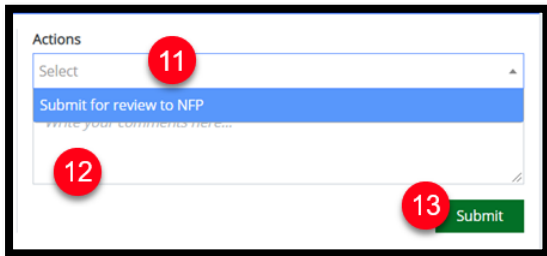 Actions
Select
11
Submit for review to NFP
Write your comments here...
12
13
Submit